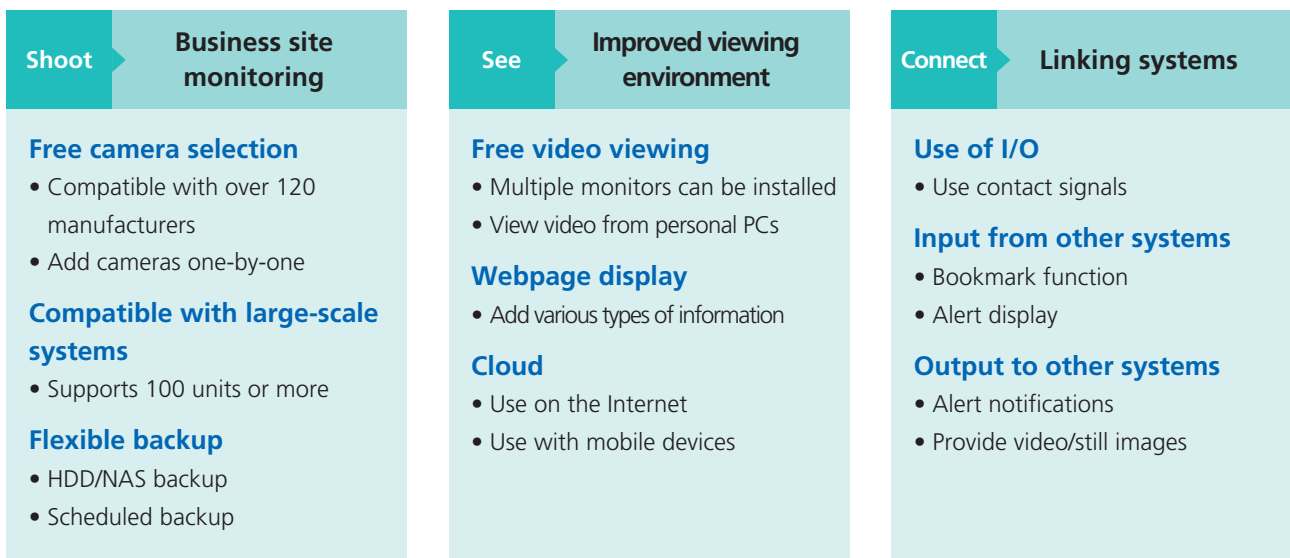 Shoot
Business site
monitoring
Free camera selection
• Compatible with over 120
manufacturers
• Add cameras one-by-one
Compatible with large-scale
systems
• Supports 100 units or more
Flexible backup
• HDD/NAS backup
• Scheduled backup
See
Improved viewing
environment
Free video viewing
• Multiple monitors can be installed
• View video from personal PCs
Webpage display
• Add various types of information
Cloud
• Use on the Internet
• Use with mobile devices
Connect
Linking systems
Use of I/O
• Use contact signals
Input from other systems
• Bookmark function
• Alert display
Output to other systems
• Alert notifications
• Provide video/still images